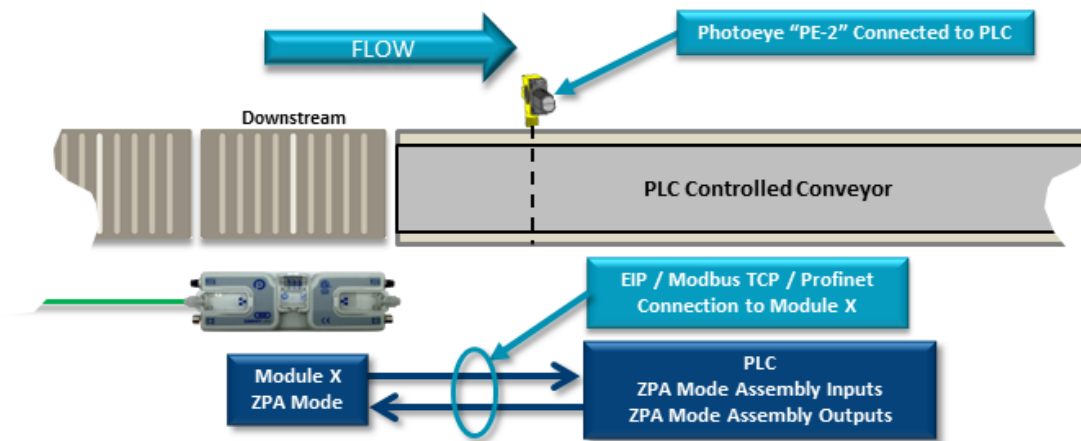 FLOW
Photoeye “PE-2” Connected to PLC
Downstream
PLC Controlled Conveyor
EIP / Modbus TCP / Profinet
Connection to Module X
Module X
ZPA Mode
PLC
ZPA Mode Assembly Inputs
ZPA Mode Assembly Outputs